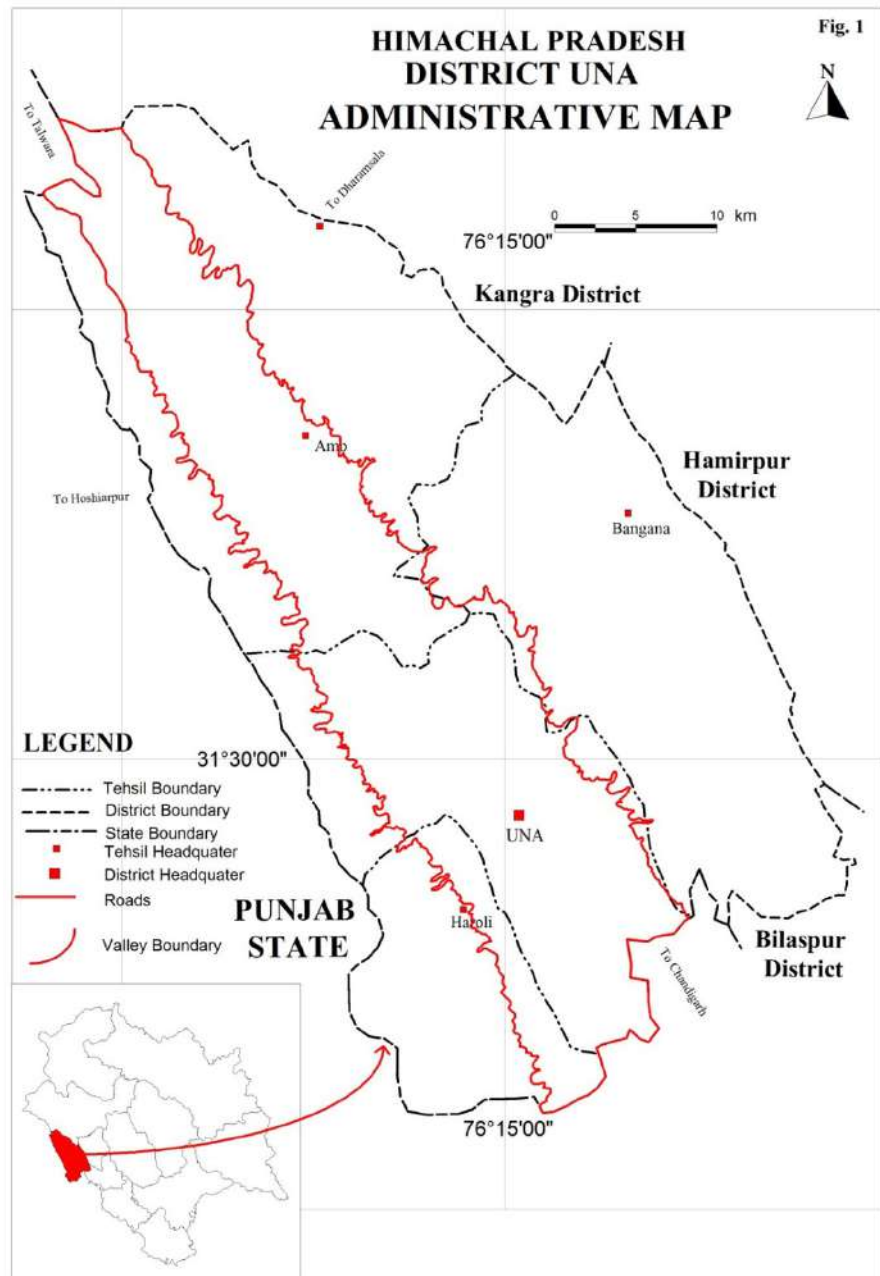 Fig. 1
HIMACHAL PRADESH
DISTRICT UNA
ADMINISTRATIVE MAP
N
To Talwara
To Dharamsala
0 5 10 km
76°15'00"
Kangra District
Amb
To Hoshiarpur
Hamirpur
District
Bangana
LEGEND
31°30'00"
Tehsil Boundary
District Boundary
State Boundary
Tehsil Headquater
District Headquater
Roads
Valley Boundary
UNA
PUNJAB
STATE
Haroli
To Chandigarh
Bilaspur
District
76°15'00"